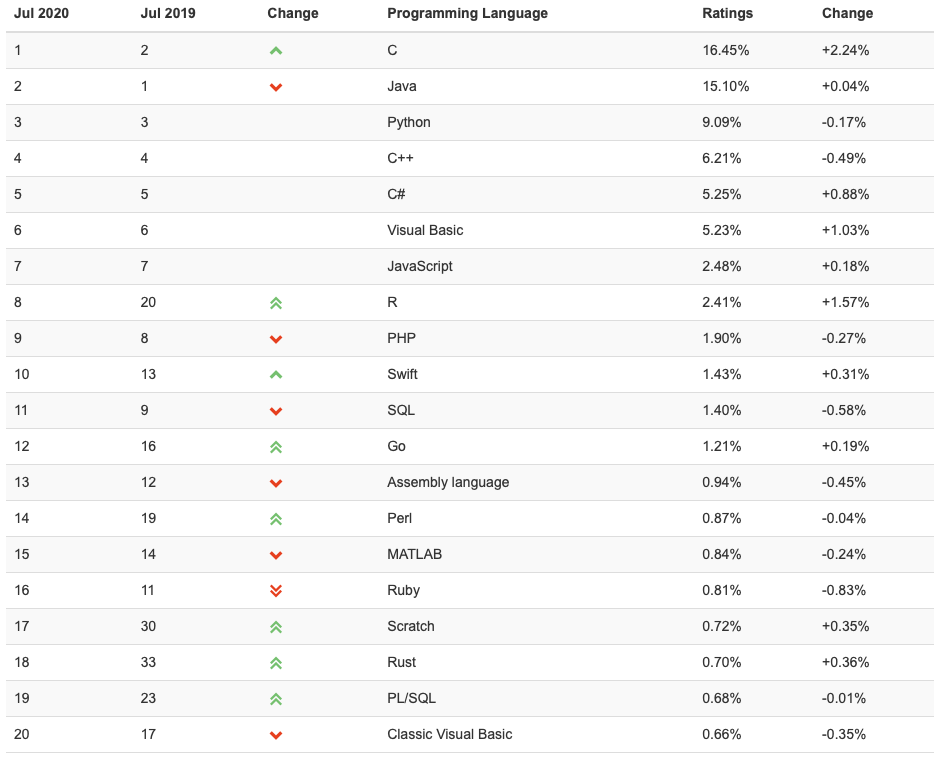 Jul 2020 Jul 2019 Change Programming Language Ratings Change
1 2 C 16.45% +2.24%
2 1 Java 15.10% +0.04%
3 3 Python 9.09% -0.17%
4 4 C++ 6.21% -0.49%
5 5 C# 5.25% +0.88%
6 6 Visual Basic 5.23% +1.03%
7 7 JavaScript 2.48% +0.18%
8 20 R 2.41% +1.57%
9 8 PHP 1.90% -0.27%
10 13 Swift 1.43% +0.31%
11 9 SQL 1.40% -0.58%
12 16 Go 1.21% +0.19%
13 12 Assembly language 0.94% -0.45%
14 19 Perl 0.87% -0.04%
15 14 MATLAB 0.84% -0.24%
16 11 Ruby 0.81% -0.83%
17 30 Scratch 0.72% +0.35%
18 33 Rust 0.70% +0.36%
19 23 PL/SQL 0.68% -0.01%
20 17 Classic Visual Basic 0.66% -0.35%